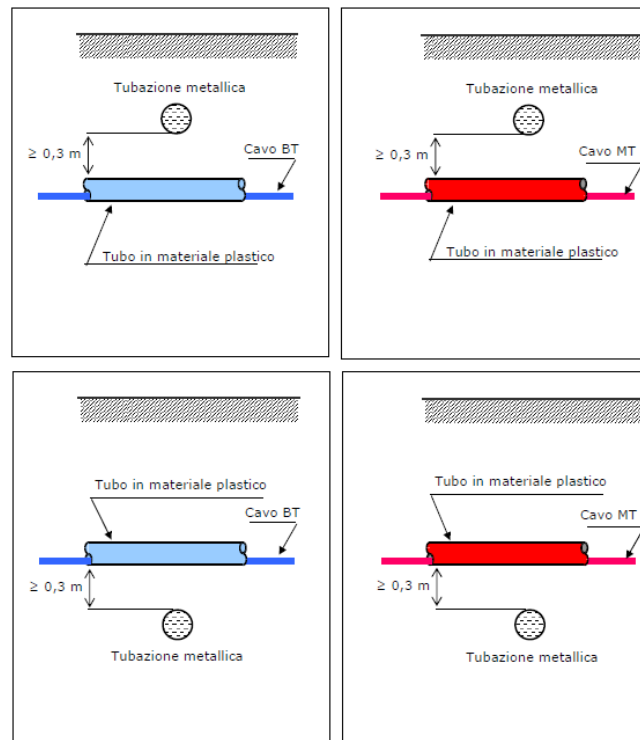 Tubazione metallica
≥ 0,3 m
Cavo BT
Tubo in materiale plastico
Tubazione metallica
≥ 0,3 m
Cavo MT
Tubo in materiale plastico
Tubo in materiale plastico
Cavo BT
≥ 0,3 m
Tubazione metallica
Tubo in materiale plastico
Cavo MT
≥ 0,3 m
Tubazione metallica